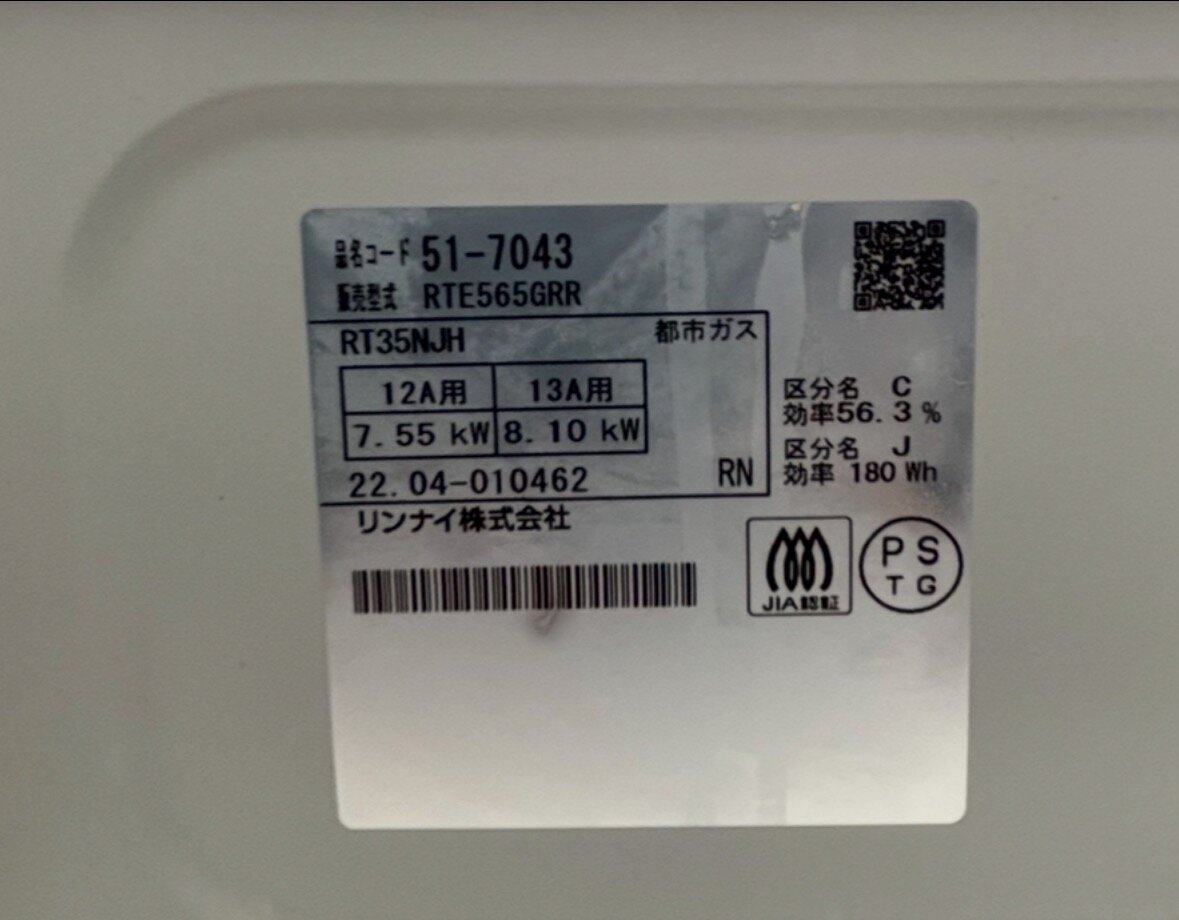 品名コード 51-7043
販売型式 RTE565GRR
RT35NJH 都市ガス
12A用 13A用
7.55 kW 8.10 kW
22.04-010462 RN
リンナイ株式会社
区分名 C
効率56.3 %
区分名 J
効率 180 Wh
JIA認証
PS
TG